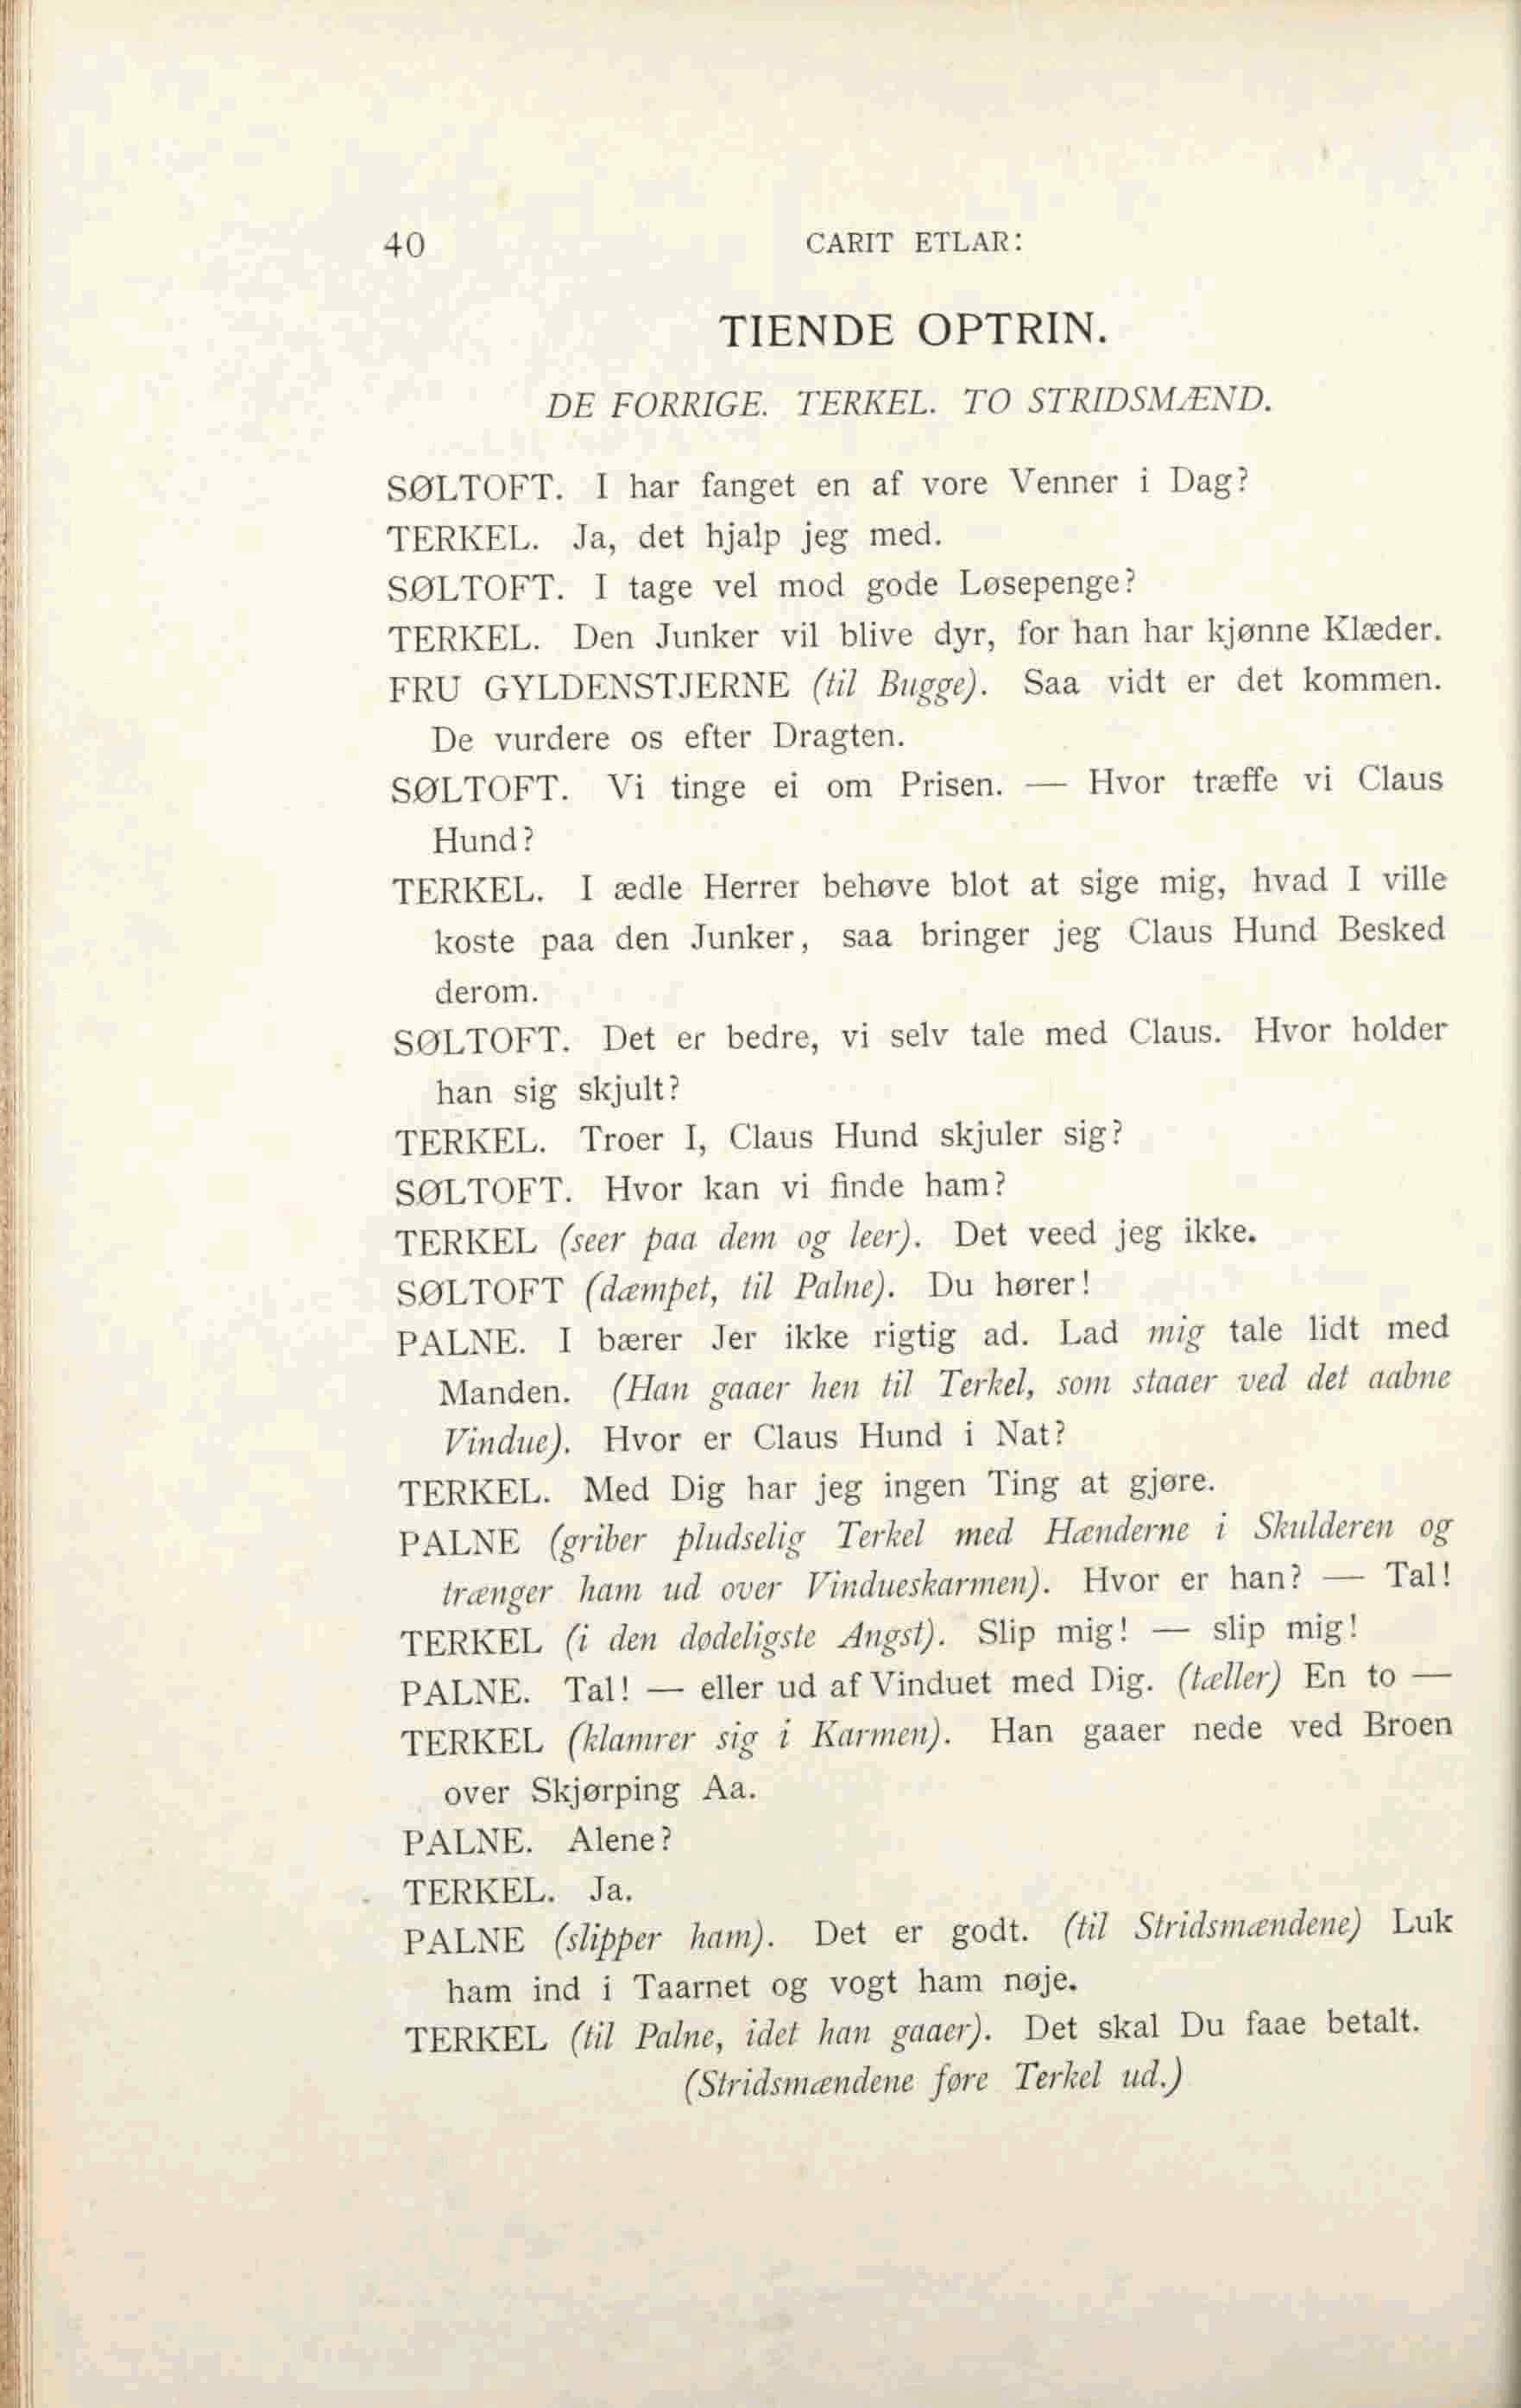 40
CARIT ETLAR:
TIENDE OPTRIN.
DE FORRIGE. TERKEL. TO STRIDSMÆND.
SØLTOFT. I har fanget en af vore Venner i Dag?
TERKEL. Ja, det hjalp jeg med.
SØLTOFT. I tage vel mod gode Løsepenge?
TERKEL. Den Junker vil blive dyr, for han har kjønne Klæder.
FRU GYLDENSTJERNE (til Bugge). Saa vidt er det kommen.
De vurdere os efter Dragten.
SØLTOFT. Vi tinge ei om Prisen. — Hvor træffe vi Claus
Hund?
TERKEL. I ædle Herrer behøve blot at sige mig, hvad I ville
koste paa den Junker, saa bringer jeg Claus Hund Besked
derom.
SØLTOFT. Det er bedre, vi selv tale med Claus. Hvor holder
han sig skjult?
TERKEL. Troer I, Claus Hund skjuler sig?
SØLTOFT. Hvor kan vi finde ham?
TERKEL (seer paa dem og leer). Det veed jeg ikke.
SØLTOFT (dæmpet, til Palne). Du hører!
PALNE. I bærer Jer ikke rigtig ad. Lad mig tale lidt med
Manden. (Han gaaer hen til Terkel, som staaer ved det aabne
Vindue). Hvor er Claus Hund i Nat?
TERKEL. Med Dig har jeg ingen Ting at gjøre.
PALNE (griber pludselig Terkel med Hænderne i Skulderen og
trænger ham ud over Vindueskarmen). Hvor er han? — Tal!
TERKEL (i den dødeligste Angst). Slip mig! — slip mig!
PALNE. Tal! — eller ud af Vinduet med Dig. (tæller) En to —
TERKEL (klamrer sig i Karmen). Han gaaer nede ved Broen
over Skjørping Aa.
PALNE. Alene?
TERKEL. Ja.
PALNE (slipper ham). Det er godt. (til Stridsmændene) Luk
ham ind i Taarnet og vogt ham nøje.
TERKEL (til Palne, idet han gaaer). Det skal Du faae betalt.
(Stridsmændene føre Terkel ud.)